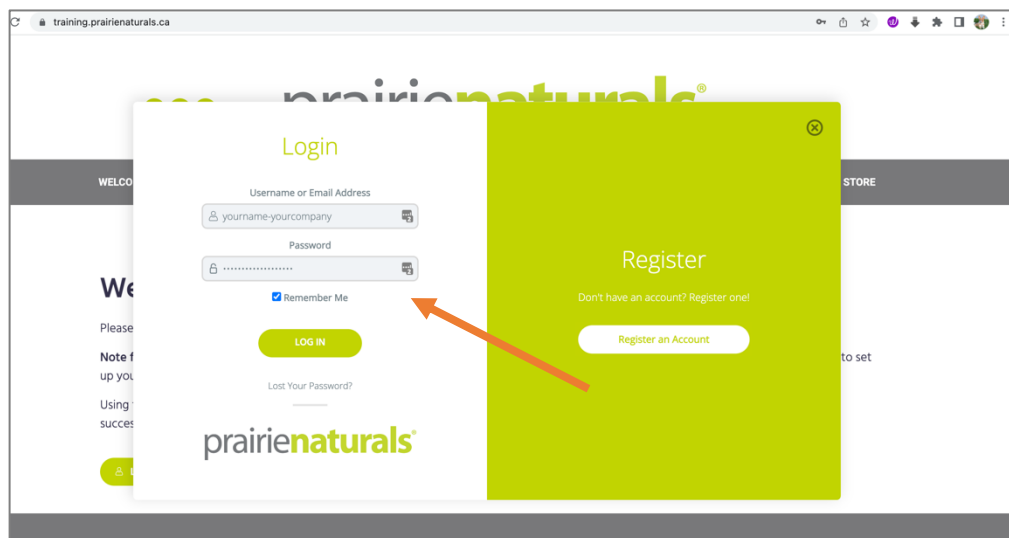 training.prairienaturals.ca
prairienaturals®
WELCO
STORE
Login
Username or Email Address
yourname-yourcompany
Password
Remember Me
LOG IN
Lost Your Password?
prairienaturals®
Register
Don't have an account? Register one!
Register an Account
We
Please
Note f
to set
up you
Using
succes